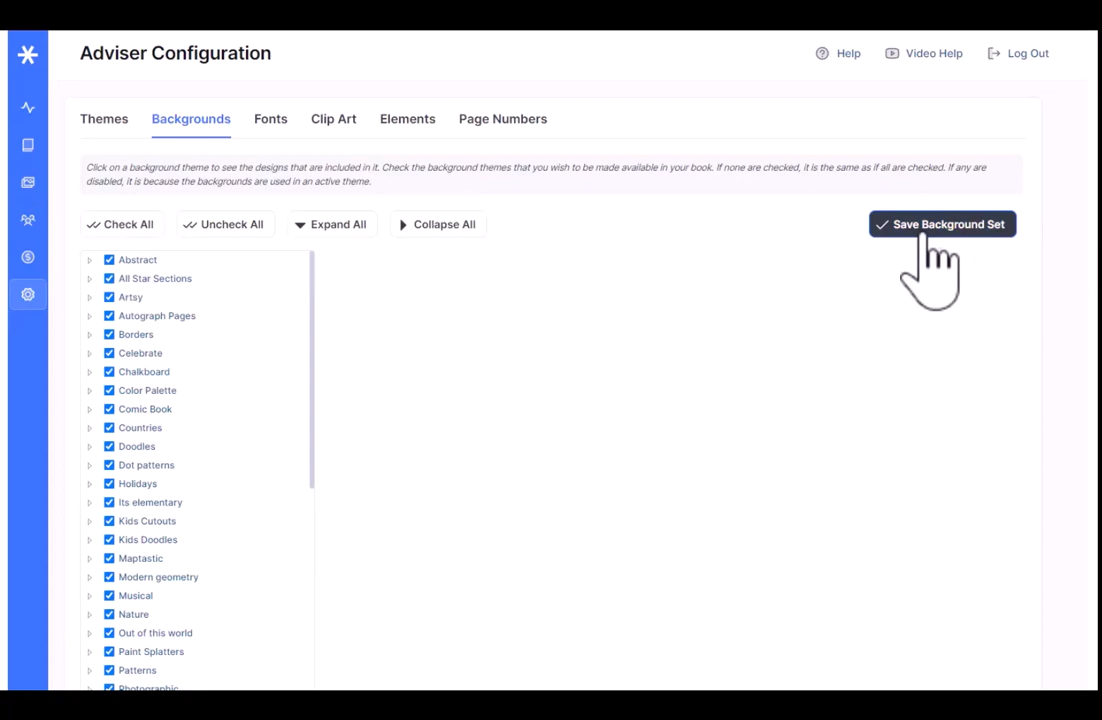 Adviser Configuration
Help
Video Help
Log Out
Themes
Backgrounds
Fonts
Clip Art
Elements
Page Numbers
Click on a background theme to see the designs that are included in it. Check the background themes that you wish to be made available in your book. If none are checked, it is the same as if all are checked. If any are
disabled, it is because the backgrounds are used in an active theme.
Check All
Uncheck All
Expand All
Collapse All
Save Background Set
Abstract
All Star Sections
Artsy
Autograph Pages
Borders
Celebrate
Chalkboard
Color Palette
Comic Book
Countries
Doodles
Dot patterns
Holidays
Its elementary
Kids Cutouts
Kids Doodles
Maptastic
Modern geometry
Musical
Nature
Out of this world
Paint Splatters
Patterns
Photographic